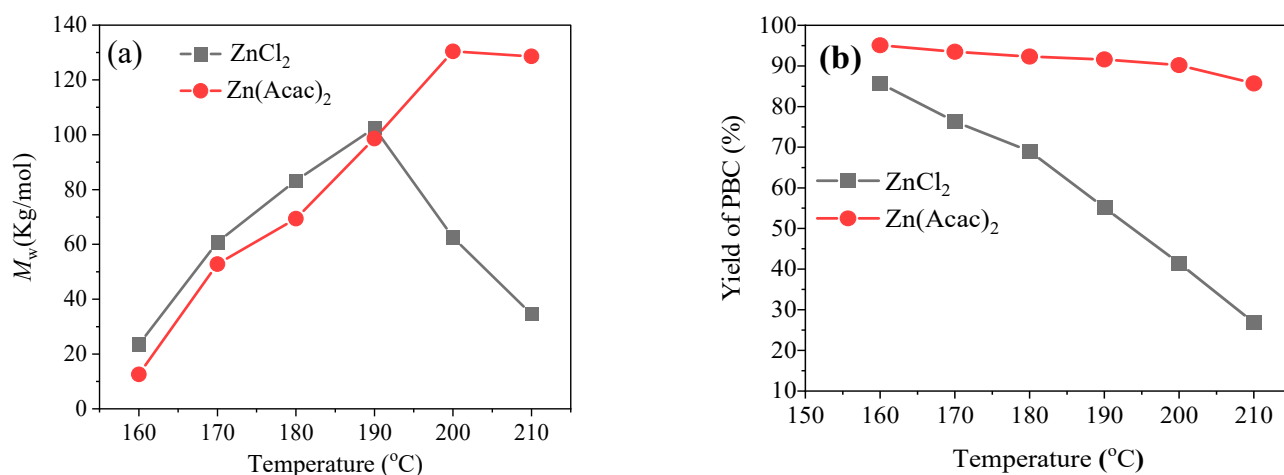 (a)
ZnCl2
Zn(Acac)2
Mw(Kg/mol)
140
120
100
80
60
40
20
0
160 170 180 190 200 210
Temperature (oC)
(b)
ZnCl2
Zn(Acac)2
Yield of PBC (%)
100
90
80
70
60
50
40
30
20
10
150 160 170 180 190 200 210
Temperature (oC)